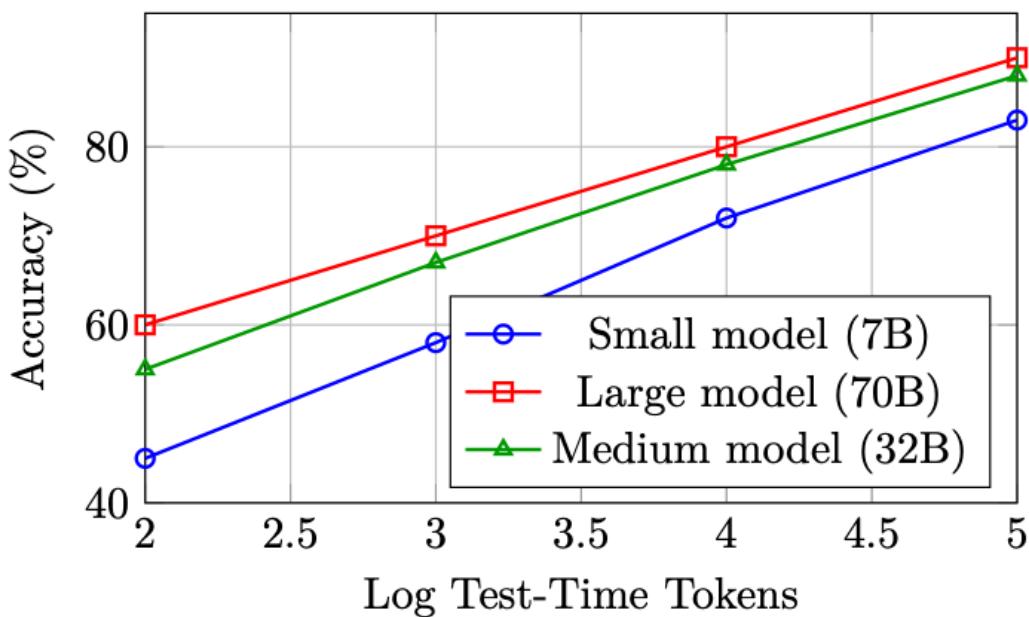 Accuracy (%)
80
60
40
2 2.5 3 3.5 4 4.5 5
Log Test-Time Tokens
Small model (7B)
Large model (70B)
Medium model (32B)